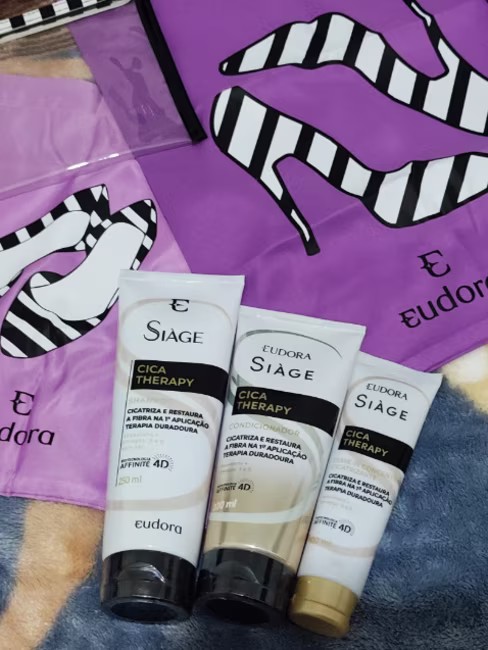 E
eudora
E
dora
E
SIÀGE
CICA
THERAPY
CICATRIZA E RESTAURA
A FIBRA NA 1ª APLICAÇÃO
TERAPIA DURADOURA
AFFINITÉ 4D
250 ml
eudora
EUDORA
SIÀGE
CICA
THERAPY
CONDICIONADOR
CICATRIZA E RESTAURA
A FIBRA NA 1ª APLICAÇÃO
TERAPIA DURADOURA
AFFINITÉ 4D
ml
EUDORA
SIÀGE
CICA
THERAPY
CICATRIZA E RESTAURA
A FIBRA NA 1ª APLICAÇÃO
TERAPIA DURADOURA
AFFINITÉ 4D